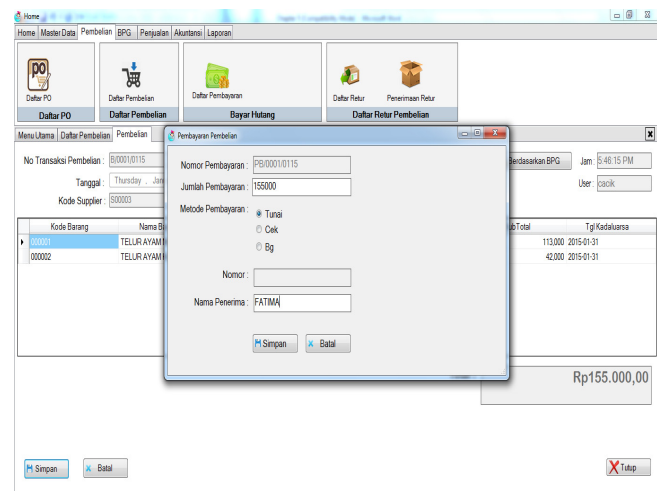 Home
Home Master Data Pembelian BPG Penjualan Akuntansi Laporan
PO
Daftar PO Daftar Pembelian Daftar Pembayaran Daftar Retur Penerimaan Retur
Daftar PO Daftar Pembelian Bayar Hutang Daftar Retur Pembelian
Menu Utama Daftar Pembelian Pembelian
Pembayaran Pembelian
No Transaksi Pembelian : B/0001/0115
Berdasarkan BPG Jam : 5:46:15 PM
Tanggal : Thursday , Jan
User : cacik
Kode Supplier : S00003
Nomor Pembayaran : PB/0001/0115
Jumlah Pembayaran : 155000
Metode Pembayaran : Tunai
Cek
Bg
Nomor :
Nama Penerima : FATIMA
Simpan Batal
Kode Barang Nama Ba
ubTotal Tgl Kadaluarsa
000001 TELUR AYAM
113,000 2015-01-31
000002 TELUR AYAM
42,000 2015-01-31
Rp155.000,00
Simpan Batal Tutup